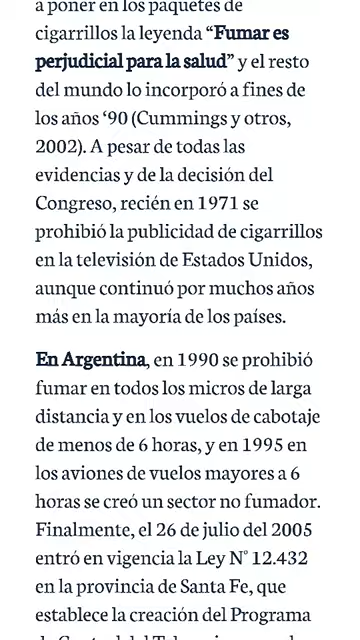 a poner en los paquetes de
cigarrillos la leyenda “Fumar es
perjudicial para la salud” y el resto
del mundo lo incorporó a fines de
los años ‘90 (Cummings y otros,
2002). A pesar de todas las
evidencias y de la decisión del
Congreso, recién en 1971 se
prohibió la publicidad de cigarrillos
en la televisión de Estados Unidos,
aunque continuó por muchos años
más en la mayoría de los países.
En Argentina, en 1990 se prohibió
fumar en todos los micros de larga
distancia y en los vuelos de cabotaje
de menos de 6 horas, y en 1995 en
los aviones de vuelos mayores a 6
horas se creó un sector no fumador.
Finalmente, el 26 de julio del 2005
entró en vigencia la Ley N° 12.432
en la provincia de Santa Fe, que
establece la creación del Programa